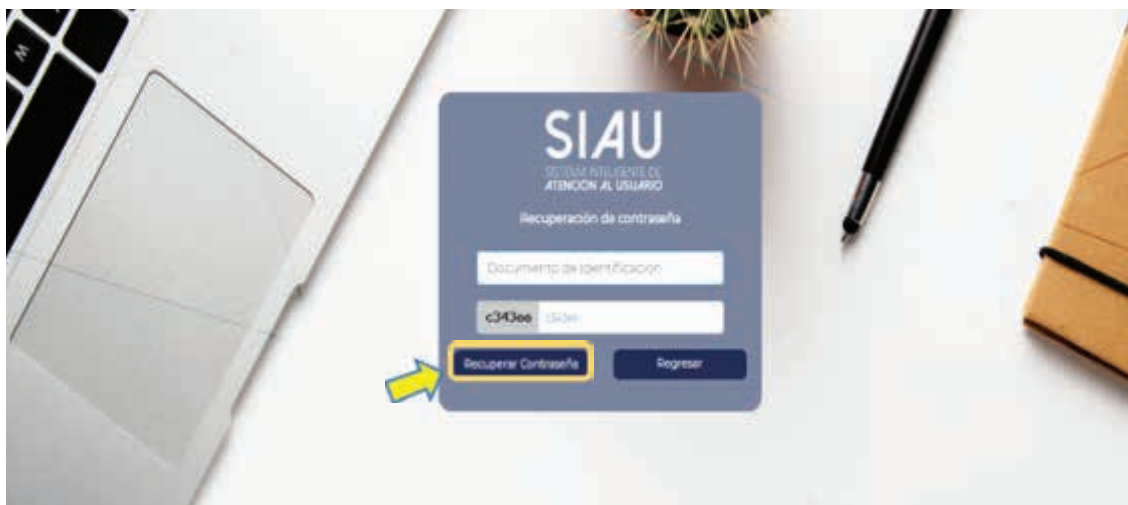 W
SIAU
SISTEMA INTELIGENTE DE
ATENCIÓN AL USUARIO
Recuperación de contraseña
Documento de identificación
c343ee
Recuperar Contraseña
Regresar